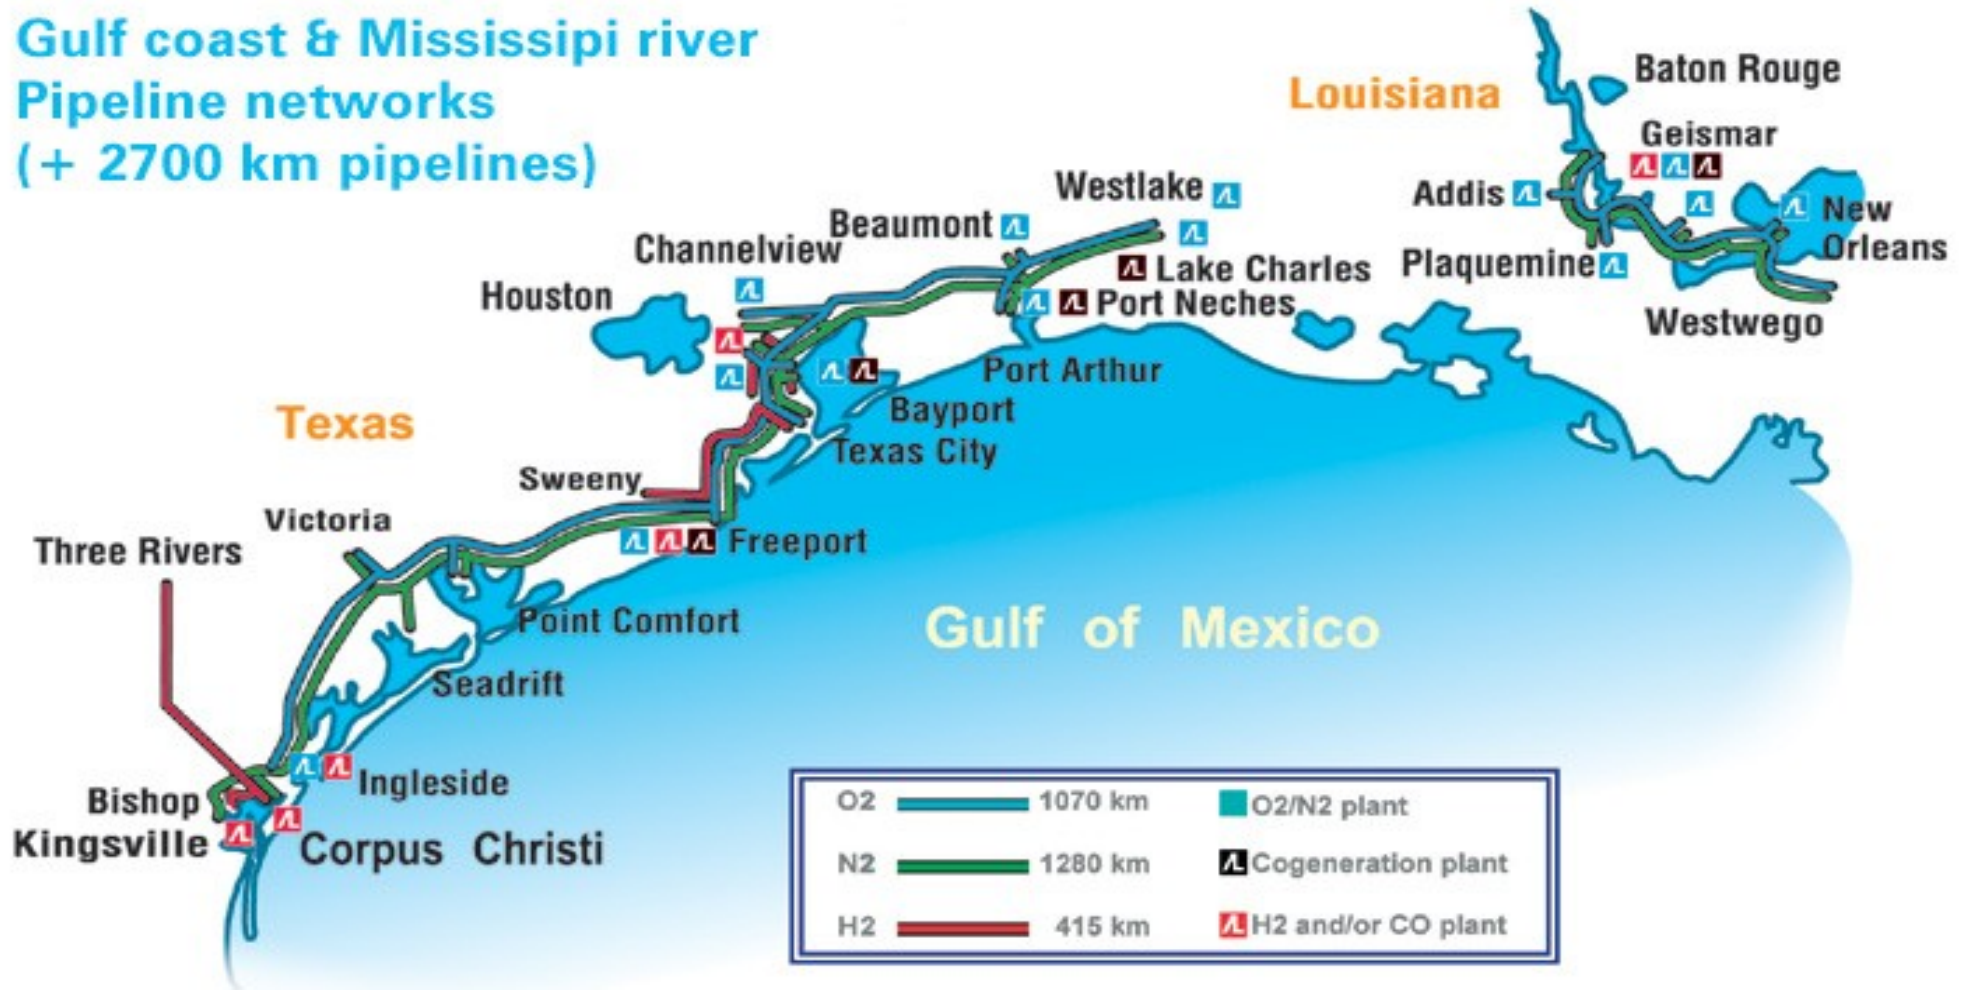 Gulf coast & Mississipi river
Pipeline networks
(+ 2700 km pipelines)
Louisiana
Baton Rouge
Geismar
Westlake
Addis
New
Orleans
Beaumont
Channelview
Lake Charles
Plaquemine
Houston
Port Neches
Westwego
Port Arthur
Texas
Bayport
Texas City
Sweeny
Victoria
Three Rivers
Freeport
Point Comfort
Gulf of Mexico
Seadrift
Ingleside
Bishop
Kingsville
Corpus Christi
O2 1070 km O2/N2 plant
N2 1280 km Cogeneration plant
H2 415 km H2 and/or CO plant